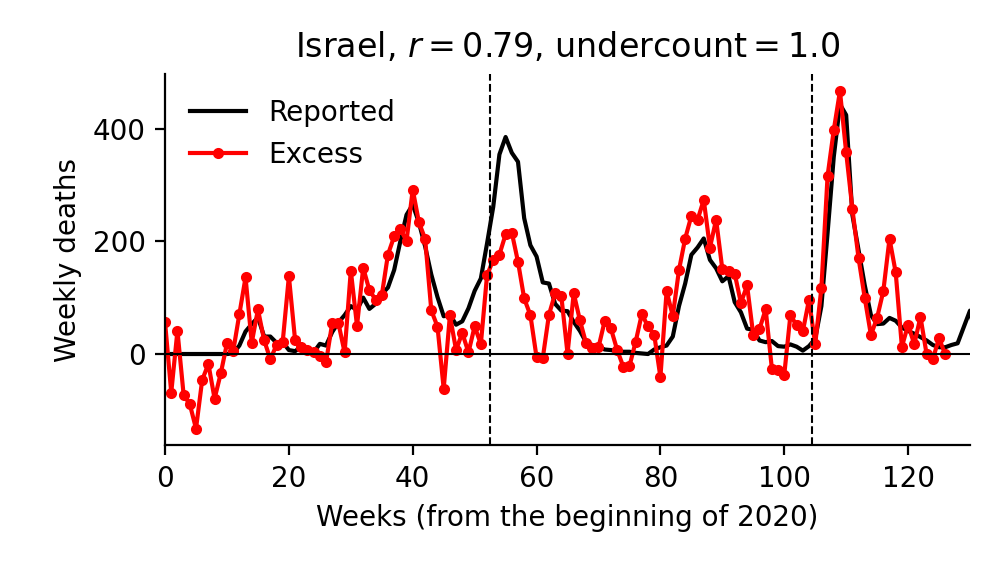 Israel, r = 0.79, undercount = 1.0
Reported
Excess
Weekly deaths
400
200
0
0 20 40 60 80 100 120
Weeks (from the beginning of 2020)